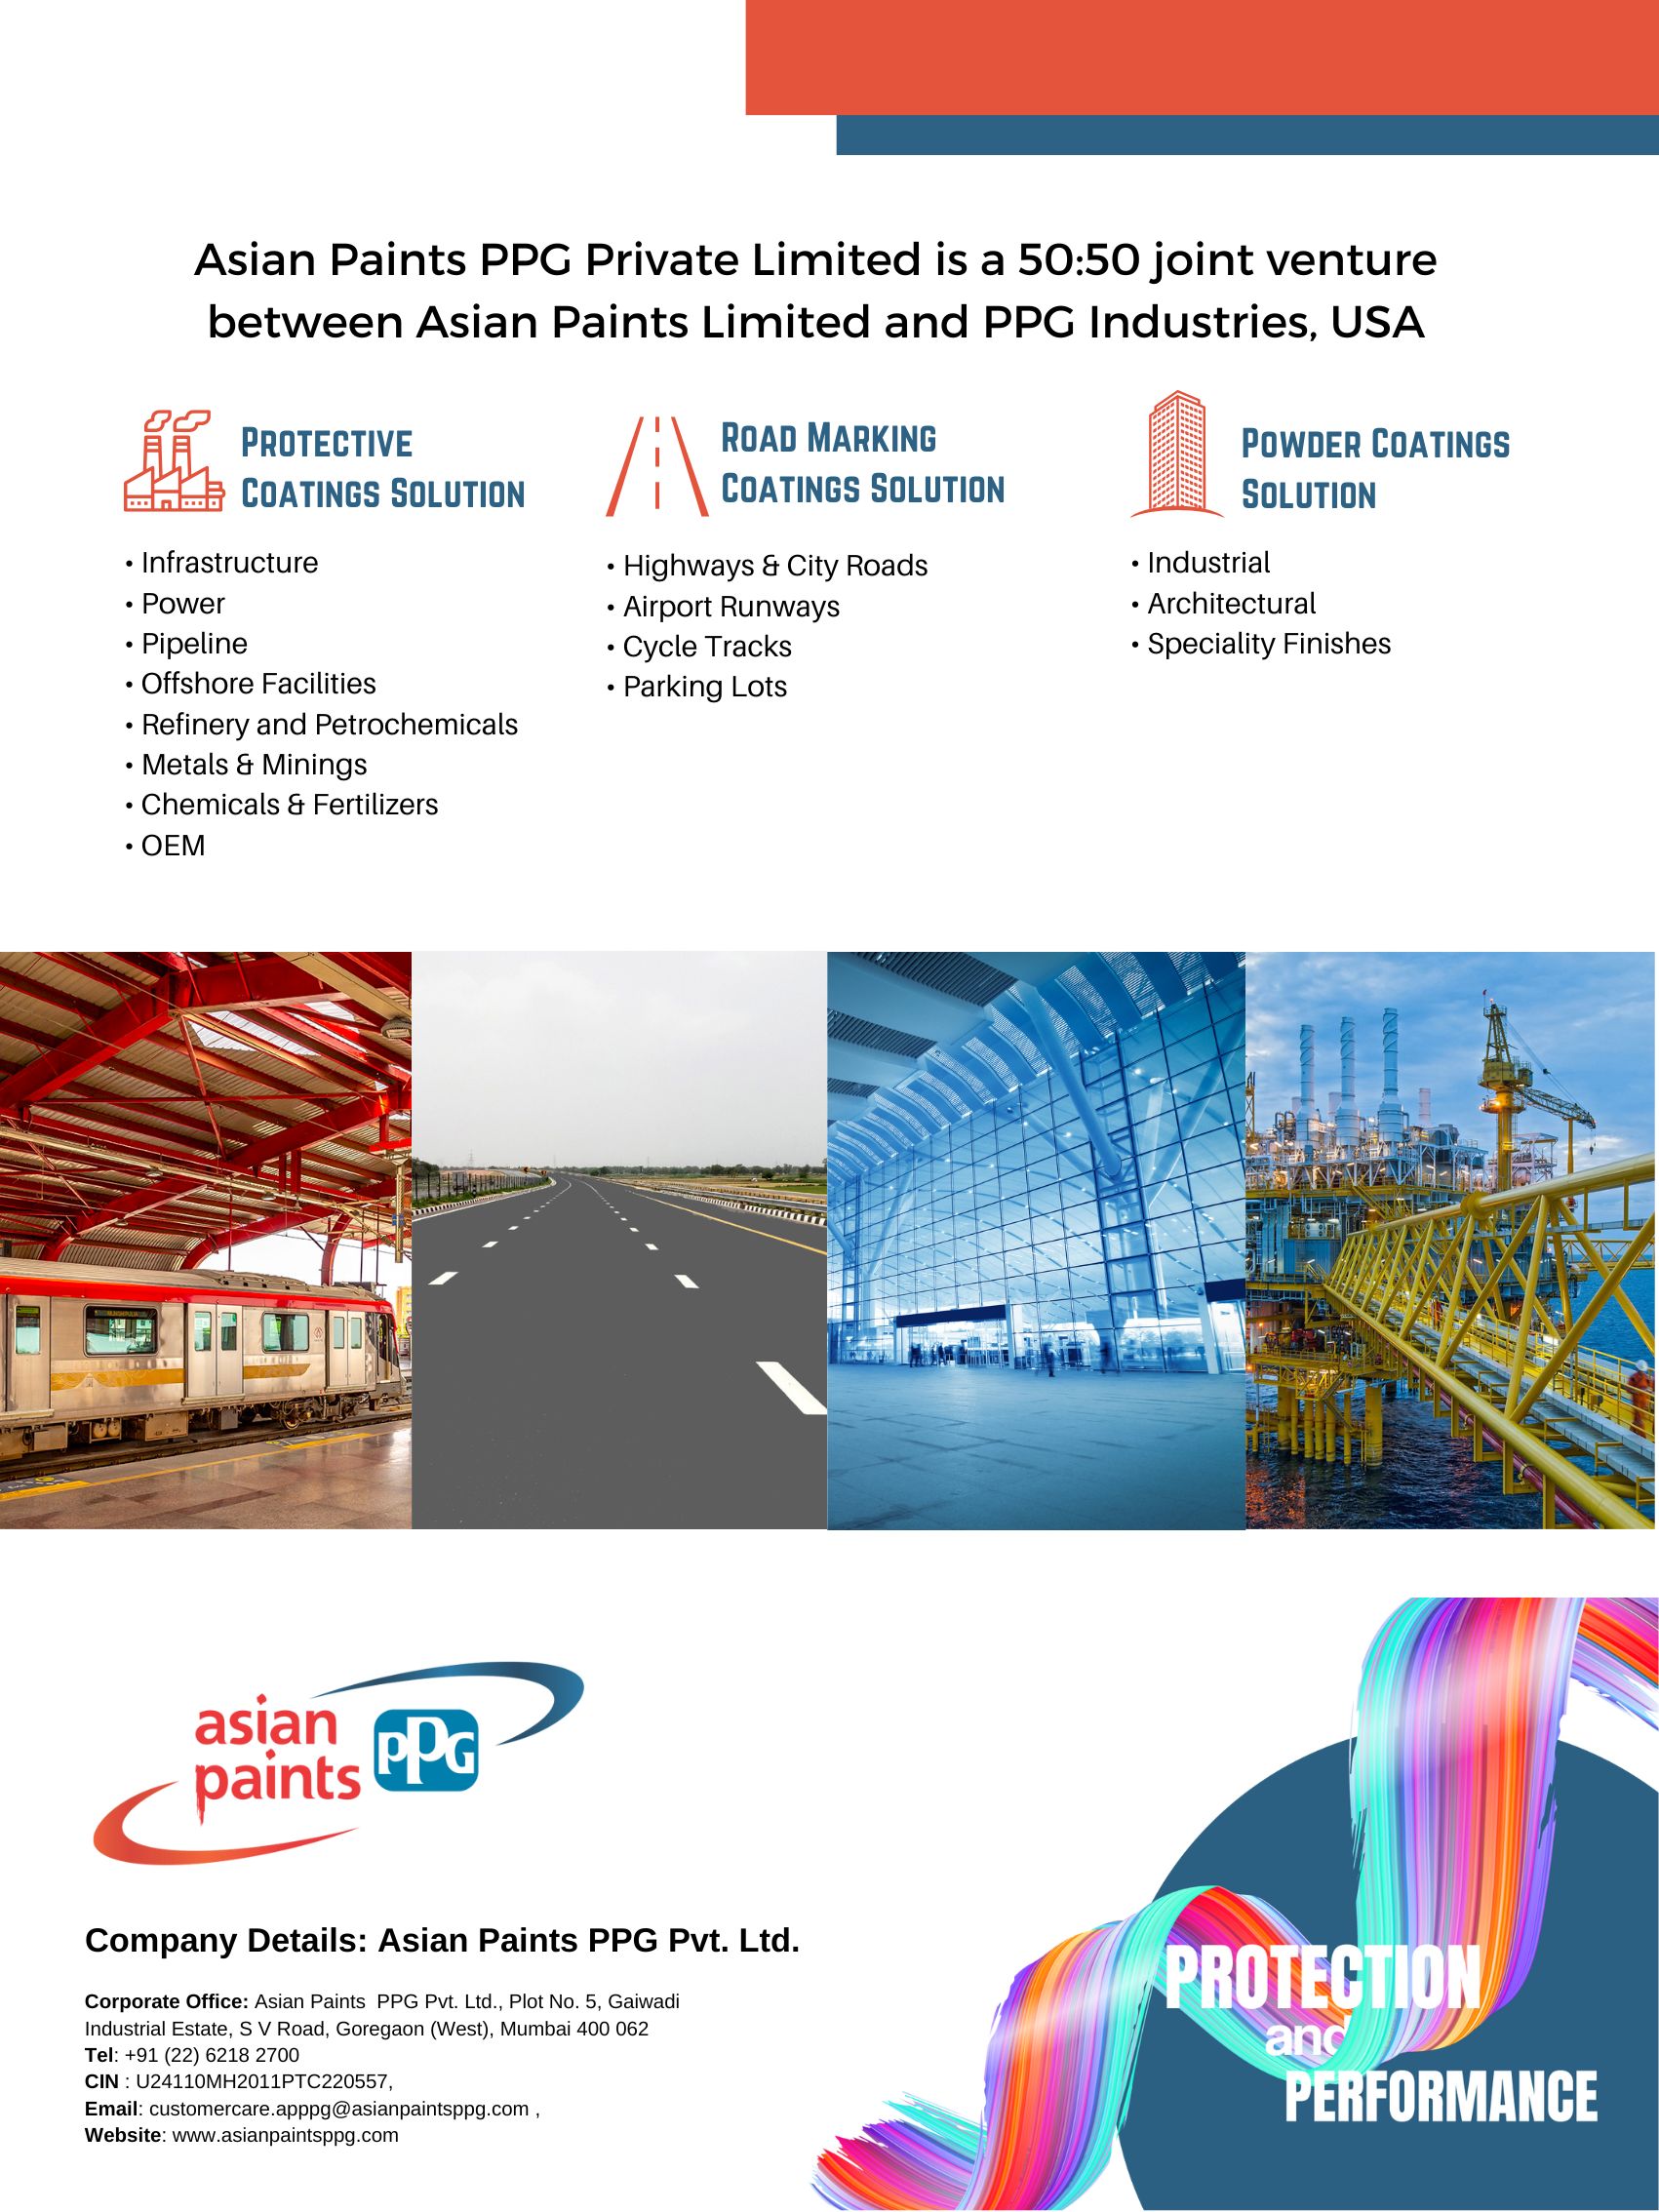 Asian Paints PPG Private Limited is a 50:50 joint venture
between Asian Paints Limited and PPG Industries, USA
Protective
Coatings Solution
• Infrastructure
• Power
• Pipeline
• Offshore Facilities
• Refinery and Petrochemicals
• Metals & Minings
• Chemicals & Fertilizers
• OEM
Road Marking
Coatings Solution
• Highways & City Roads
• Airport Runways
• Cycle Tracks
• Parking Lots
Powder Coatings
Solution
• Industrial
• Architectural
• Speciality Finishes
asian
paints
PPG
Company Details: Asian Paints PPG Pvt. Ltd.
Corporate Office: Asian Paints  PPG Pvt. Ltd., Plot No. 5, Gaiwadi
Industrial Estate, S V Road, Goregaon (West), Mumbai 400 062
Tel: +91 (22) 6218 2700
CIN : U24110MH2011PTC220557,
Email: customercare.apppg@asianpaintsppg.com ,
Website: www.asianpaintsppg.com
PROTECTION
and
PERFORMANCE